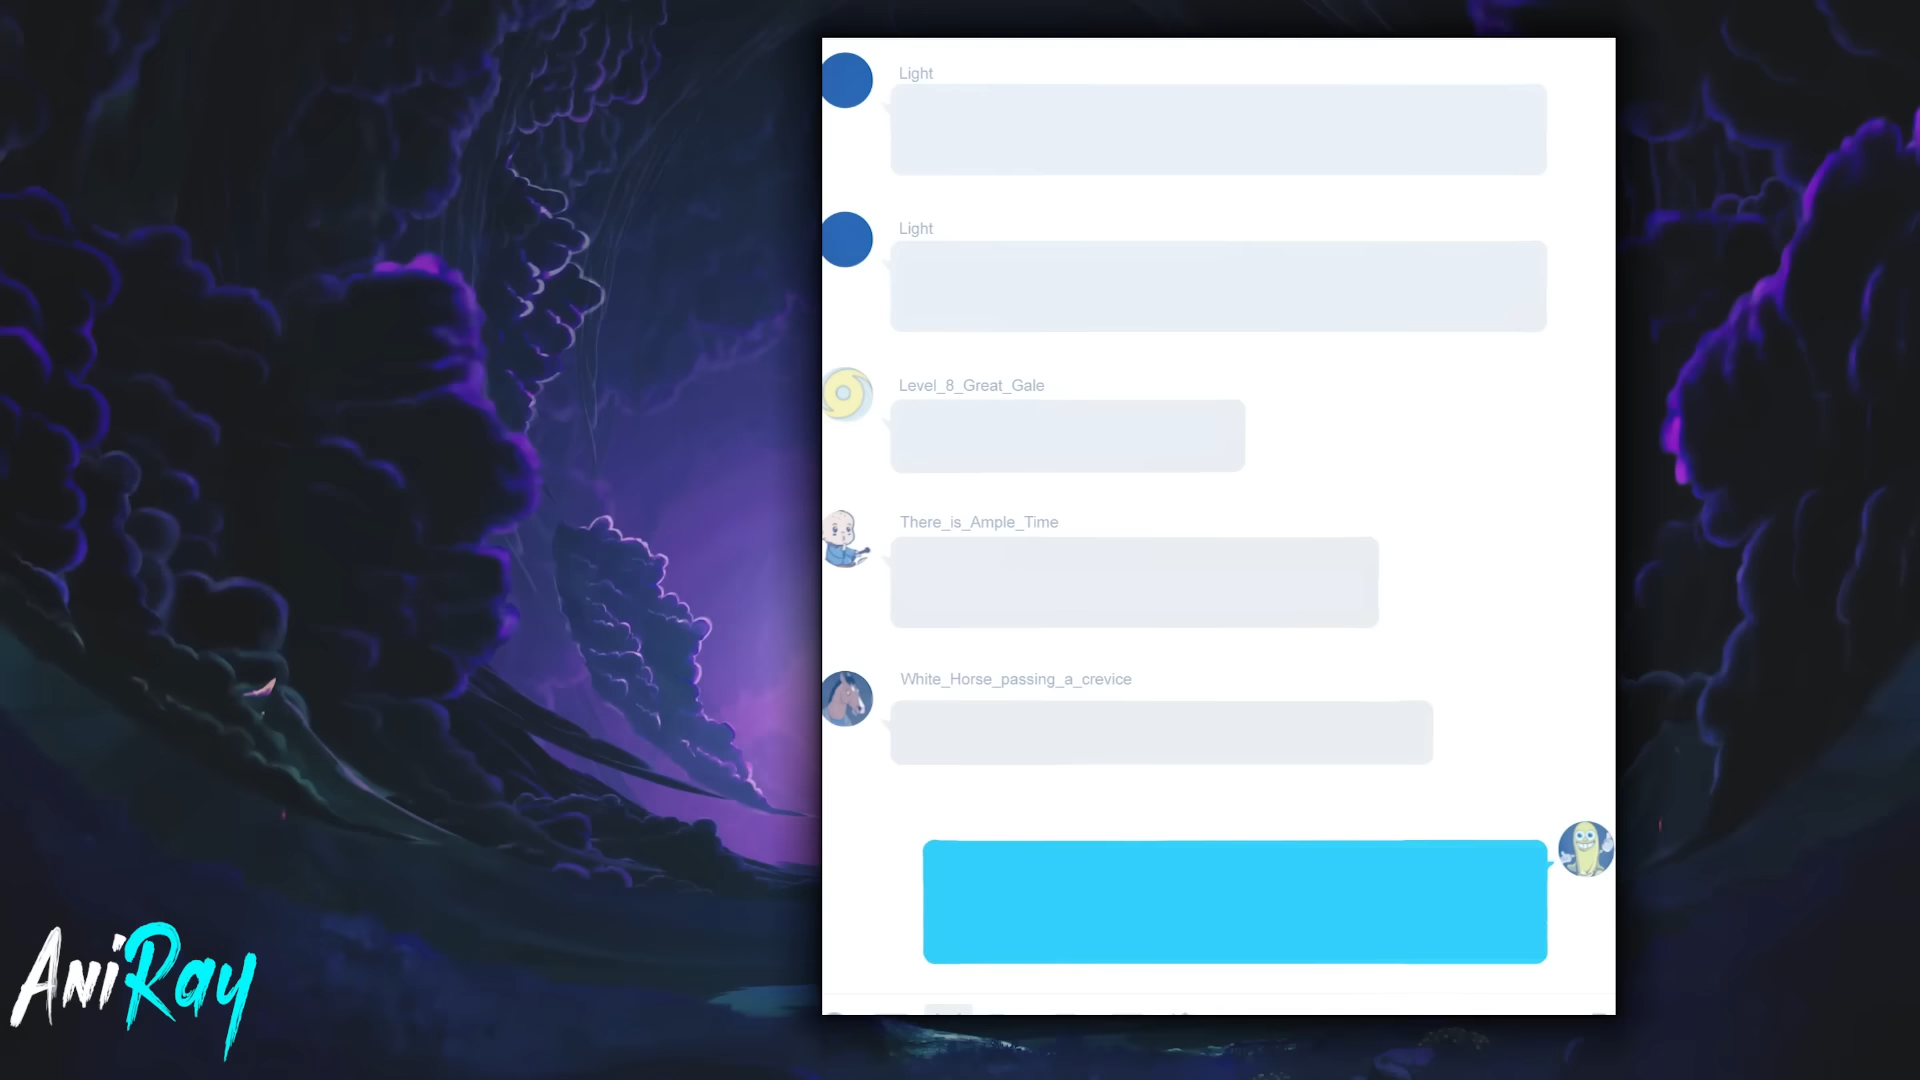 Light
Light
Level_8_Great_Gale
There_is_Ample_Time
White_Horse_passing_a_crevice
AniRay